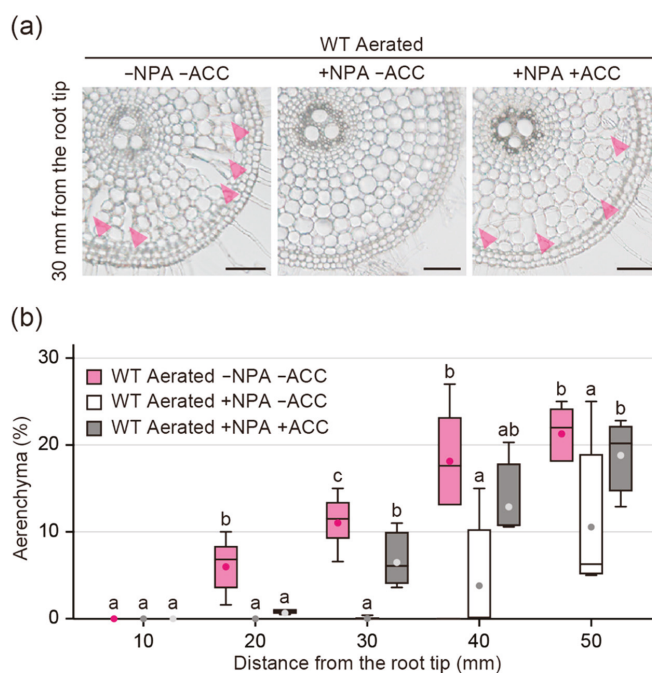 (a)
WT Aerated
−NPA −ACC +NPA −ACC +NPA +ACC
30 mm from the root tip
(b)
30
WT Aerated −NPA −ACC
WT Aerated +NPA −ACC
WT Aerated +NPA +ACC
20
10
0
Aerenchyma (%)
a a a
b a a
c a b
b a ab
b a b
10 20 30 40 50
Distance from the root tip (mm)